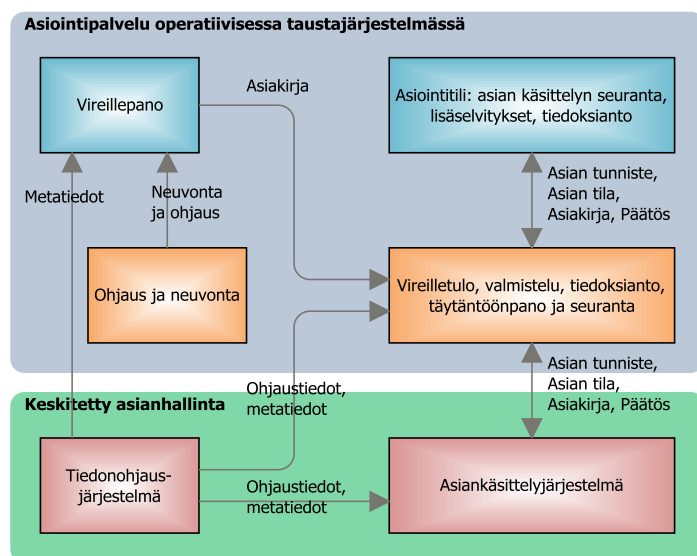 Asiointipalvelu operatiivisessa taustajärjestelmässä
Vireillepano
Asiakirja
Asiointitili: asian käsittelyn seuranta,
lisäselvitykset, tiedoksianto
Metatiedot
Neuvonta
ja ohjaus
Asian tunniste,
Asian tila,
Asiakirja, Päätös
Ohjaus ja neuvonta
Vireilletulo, valmistelu, tiedoksianto,
täytäntöönpano ja seuranta
Ohjaustiedot,
metatiedot
Asian tunniste,
Asian tila,
Asiakirja, Päätös
Keskitetty asianhallinta
Tiedonohjaus-
järjestelmä
Ohjaustiedot,
metatiedot
Asiankäsittelyjärjestelmä